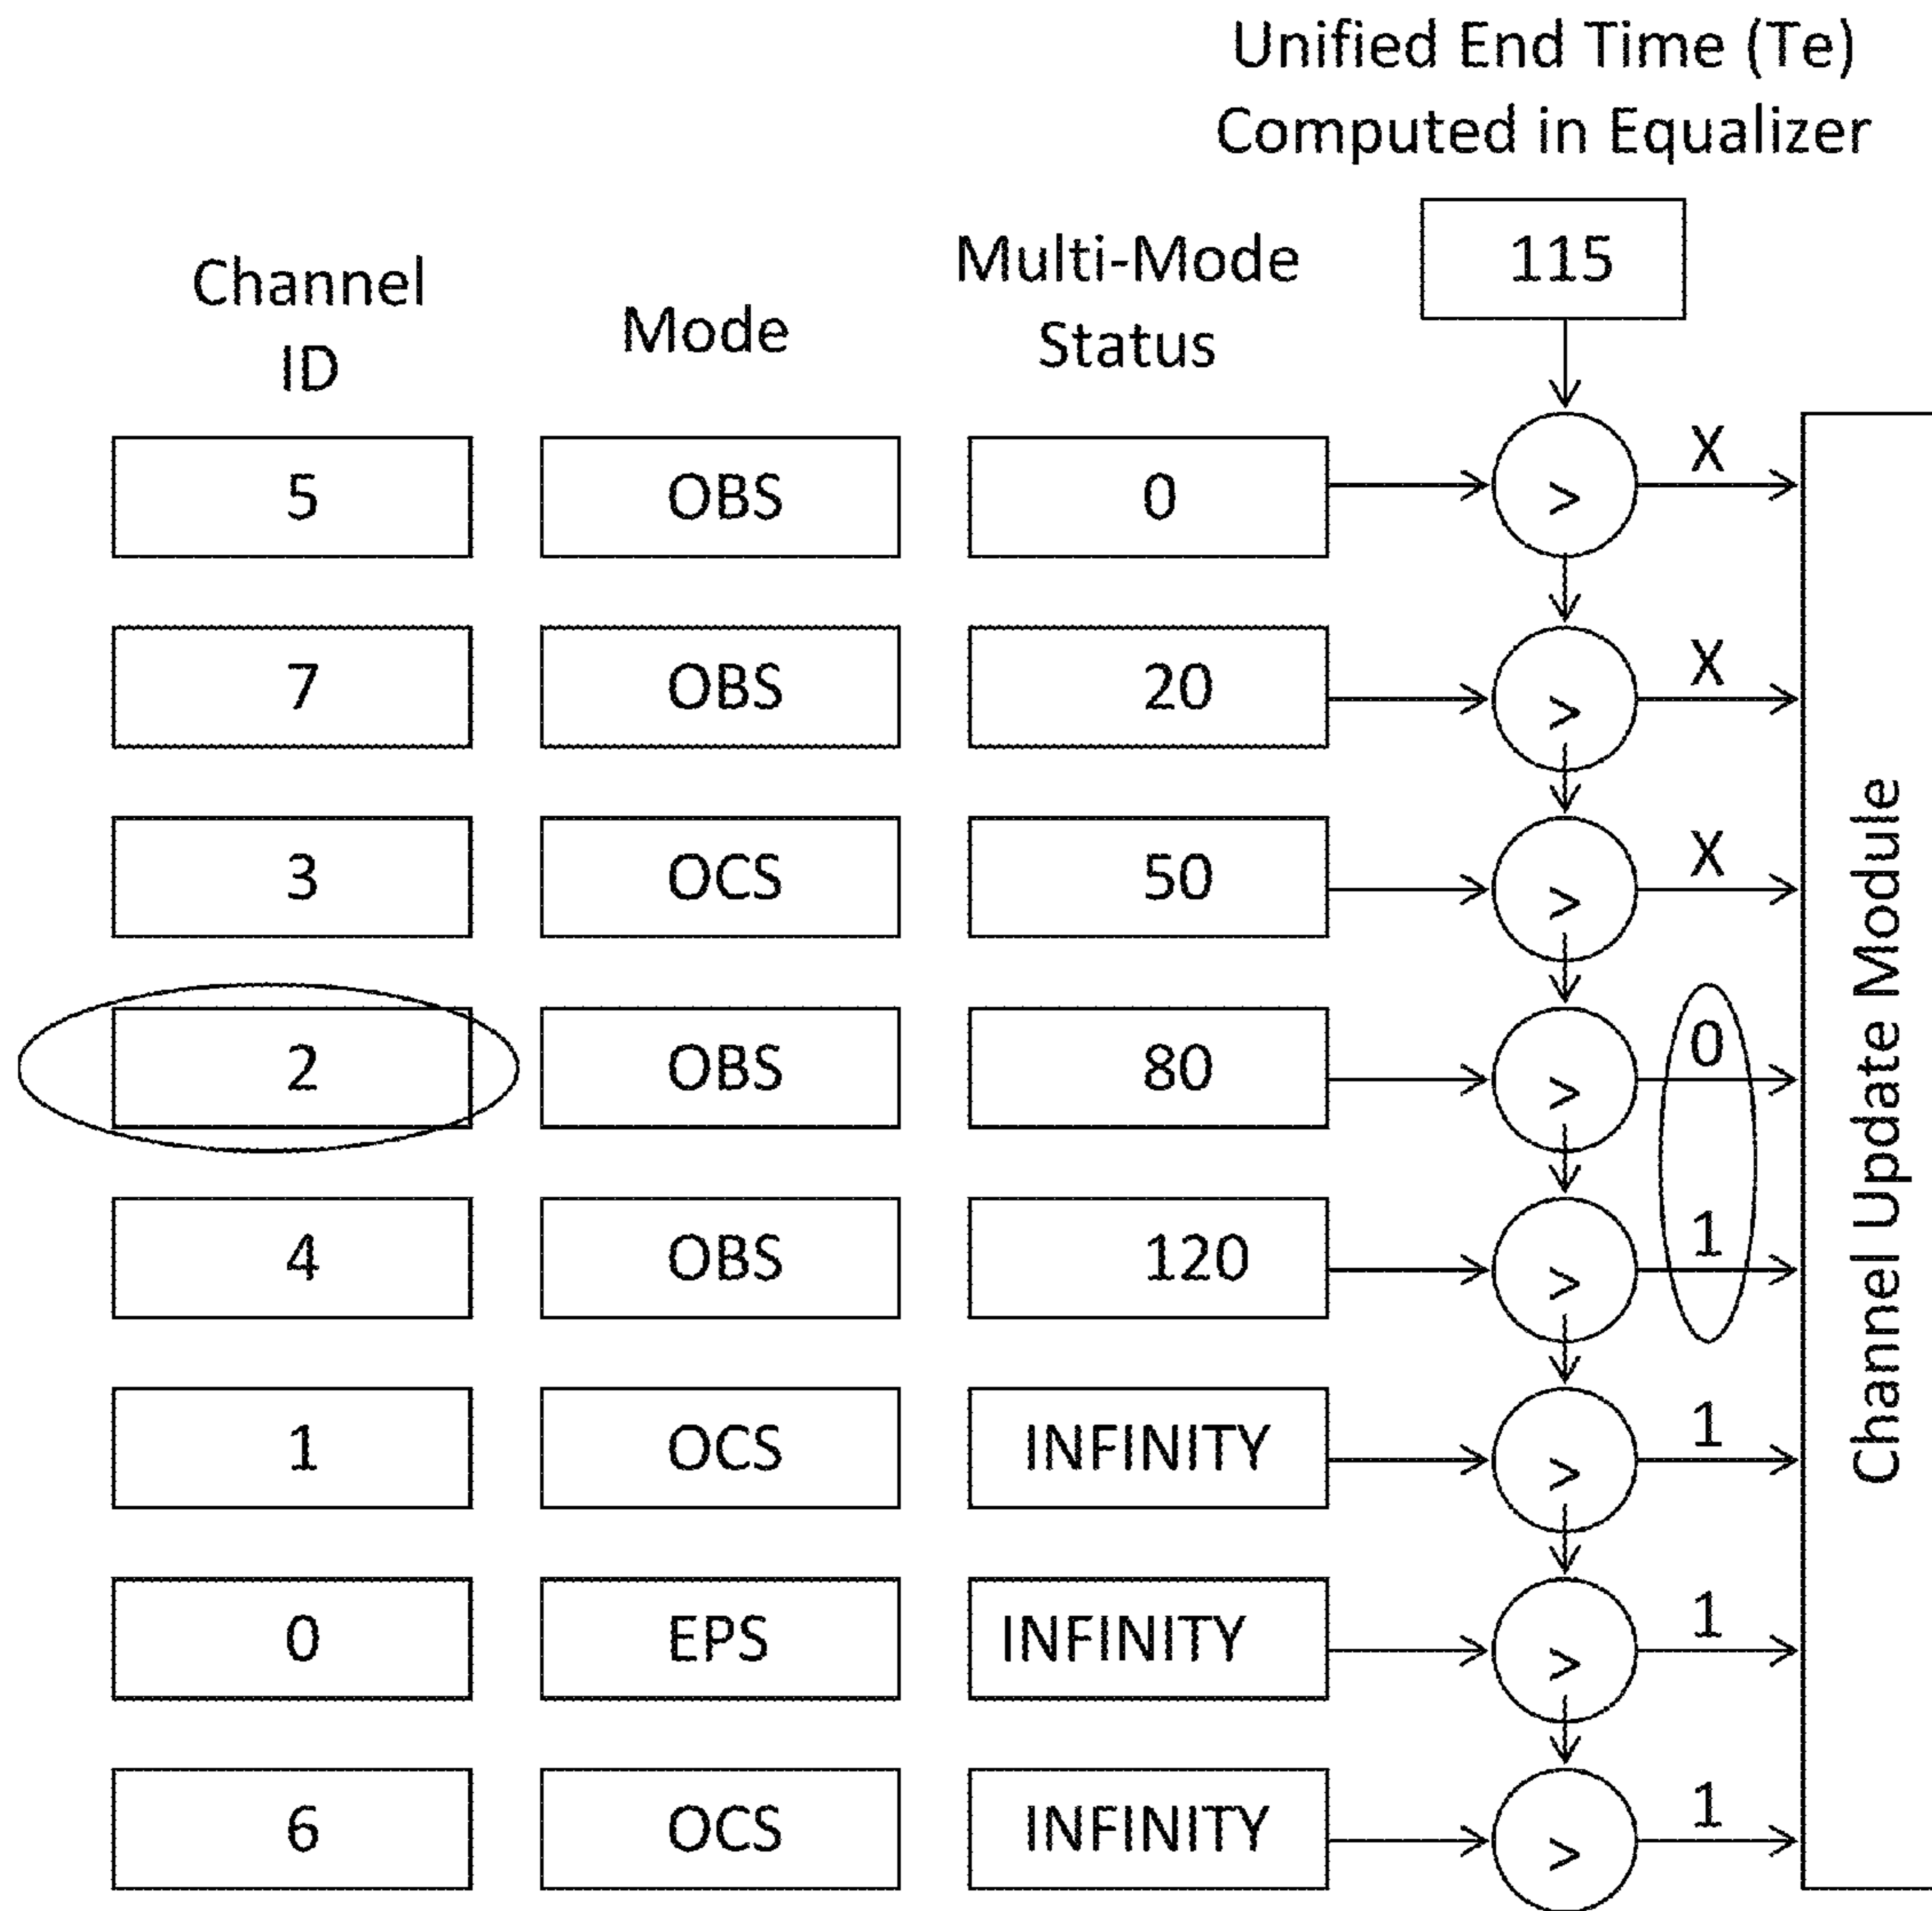 Unified End Time (Te)
Computed in Equalizer
115
Channel
ID
Mode
Multi-Mode
Status
5 OBS 0 > X
7 OBS 20 > X
3 OCS 50 > X
2 OBS 80 > 0
4 OBS 120 > 1
1 OCS INFINITY > 1
0 EPS INFINITY > 1
6 OCS INFINITY > 1
Channel Update Module